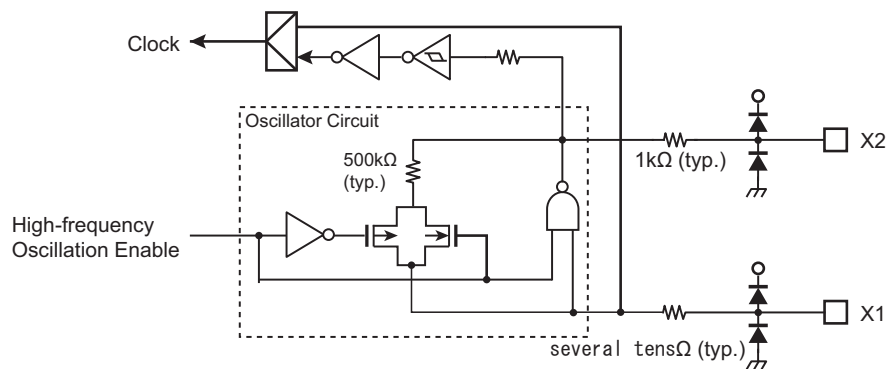 Clock
Oscillator Circuit
500kΩ
(typ.)
1kΩ (typ.)
X2
High-frequency
Oscillation Enable
X1
several tensΩ (typ.)